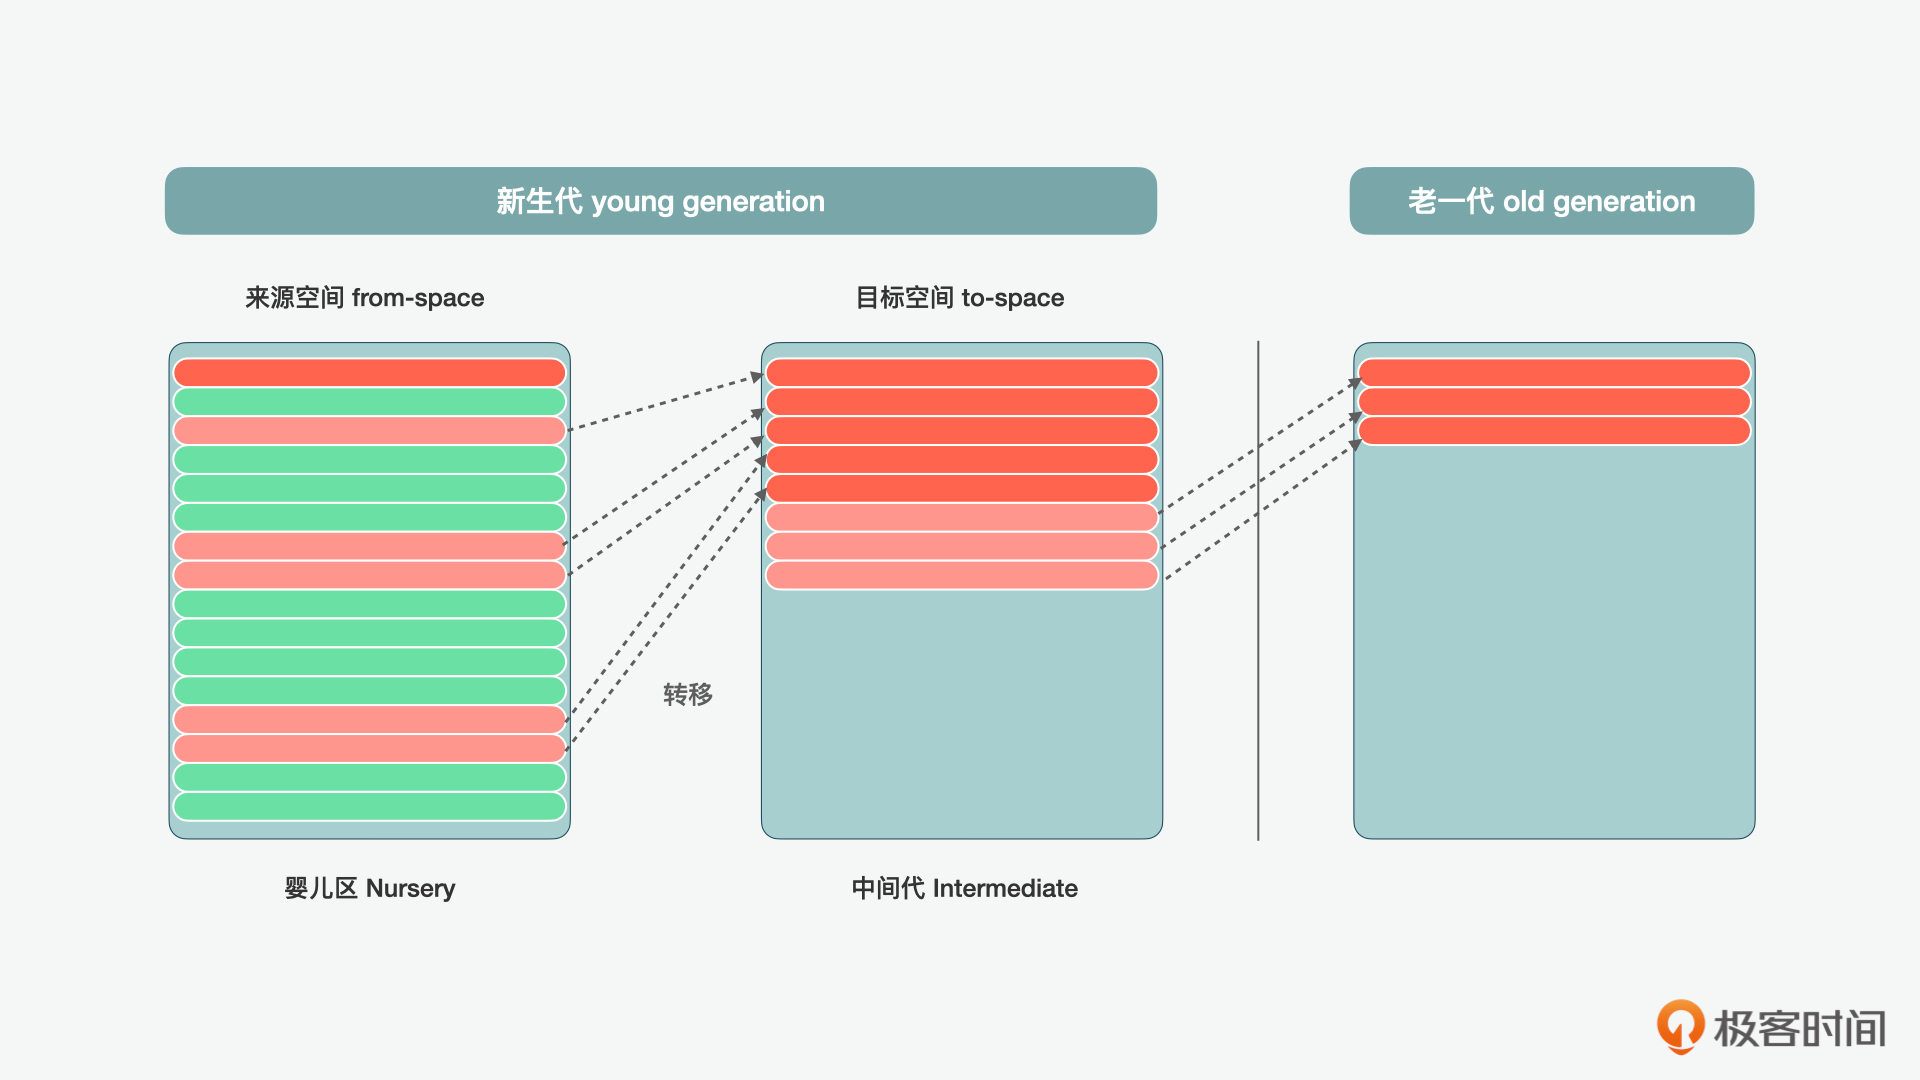 新生代 young generation
老一代 old generation
来源空间 from-space
目标空间 to-space
转移
婴儿区 Nursery
中间代 Intermediate
极客时间